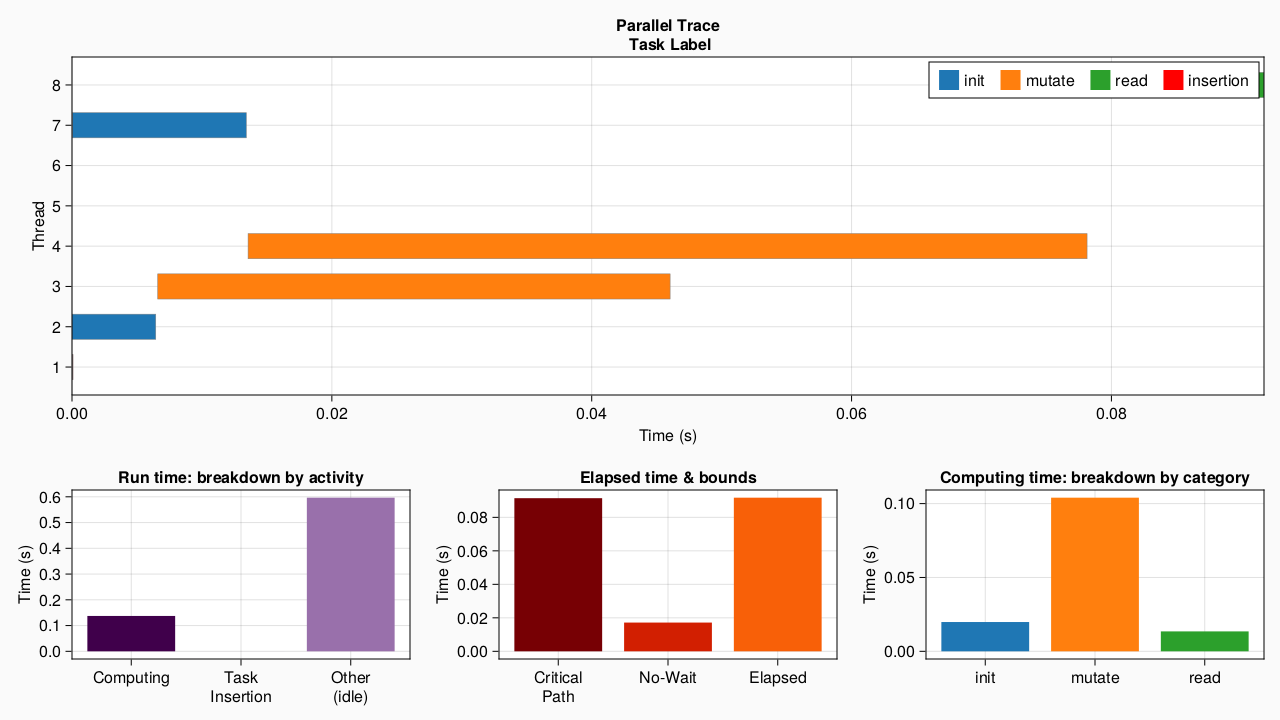 Parallel Trace
Task Label
init mutate read insertion
Thread
8
7
6
5
4
3
2
1
0.00 0.02 0.04 0.06 0.08
Time (s)
Run time: breakdown by activity
Time (s)
0.6
0.5
0.4
0.3
0.2
0.1
0.0
Computing Task Insertion Other (idle)
Elapsed time & bounds
Time (s)
0.08
0.06
0.04
0.02
0.00
Critical Path No-Wait Elapsed
Computing time: breakdown by category
Time (s)
0.10
0.05
0.00
init mutate read